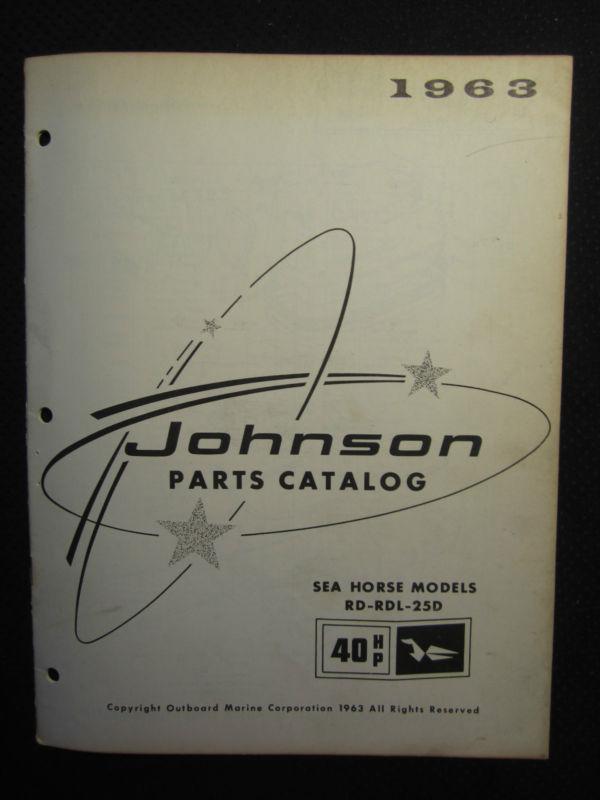 1963
Johnson
PARTS CATALOG
SEA HORSE MODELS
RD-RDL-25D
40 HP
Copyright Outboard Marine Corporation 1963 All Rights Reserved